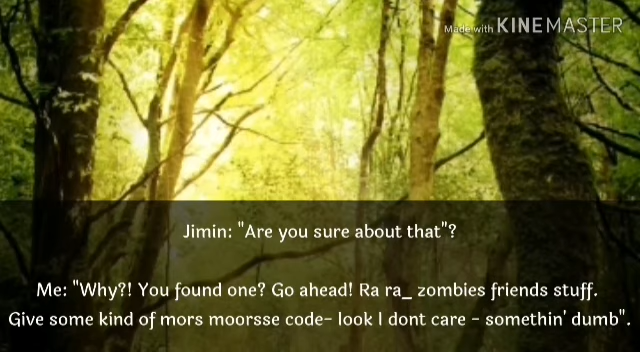 Made with KINEMASTER
Jimin: "Are you sure about that"?
Me: "Why?! You found one? Go ahead! Ra ra_ zombies friends stuff.
Give some kind of mors moorsse code- look I dont care - somethin' dumb".